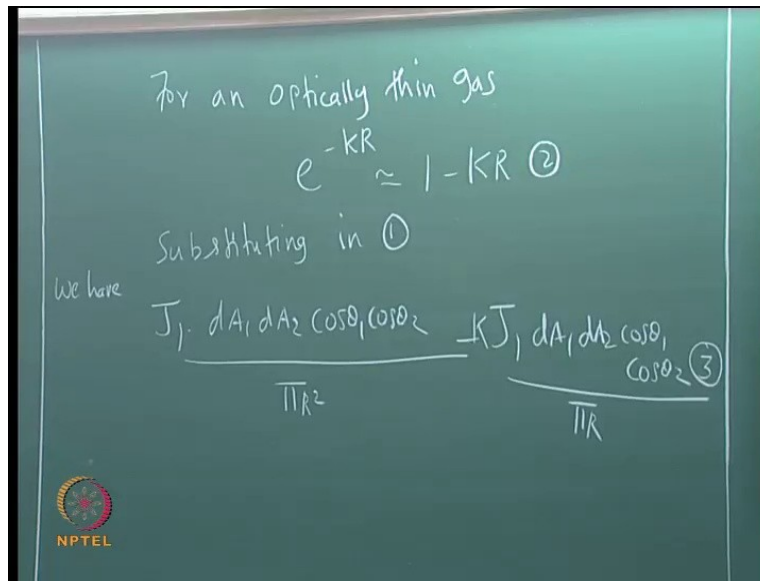 For an optically thin gas
e^{-KR} ≃ 1 - KR ②
Substituting in ①
We have
J₁. dA₁ dA₂ cosθ₁ cosθ₂ / πR² - KJ₁ dA₁ dA₂ cosθ₁ cosθ₂ / πR ③
NPTEL